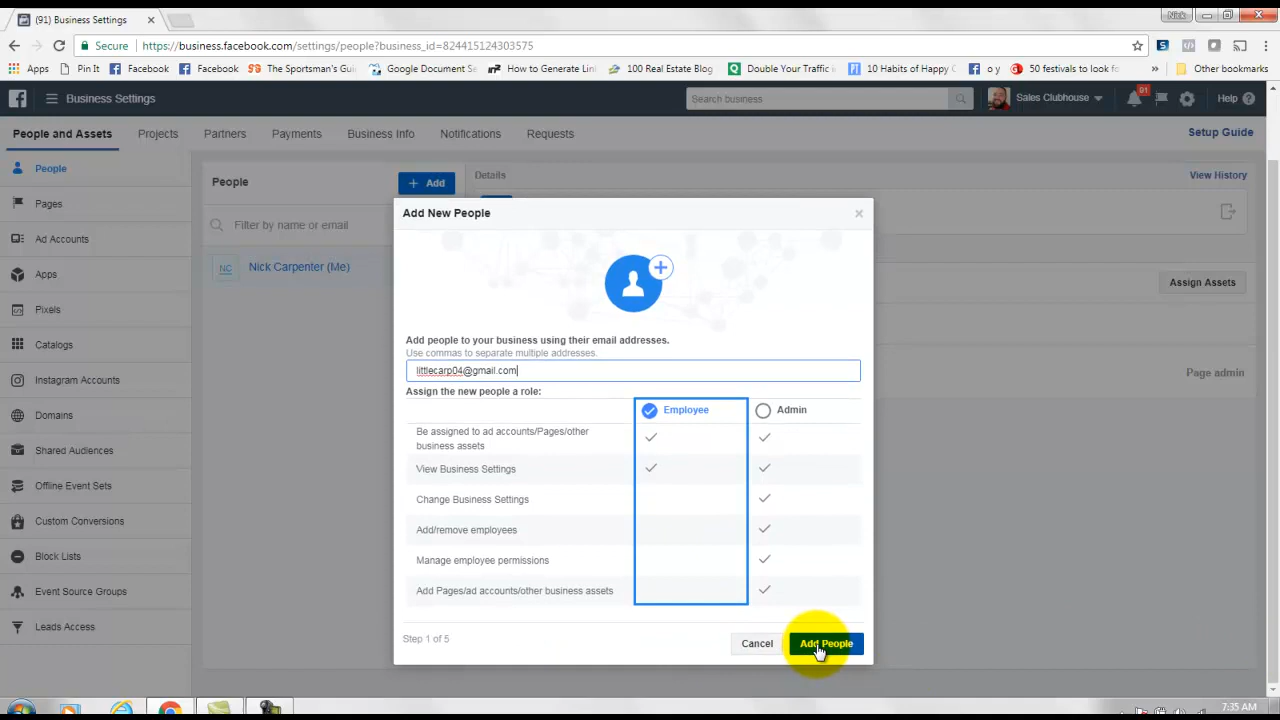 (91) Business Settings
Nick
Secure
https://business.facebook.com/settings/people?business_id=824415124303575
Apps
Pin It
Facebook
Facebook
The Sportsman's Gui
Google Document Se
How to Generate Lin
100 Real Estate Blog
Double Your Traffic in
10 Habits of Happy C
o y
50 festivals to look fo
»
Other bookmarks
Business Settings
Search business
Sales Clubhouse
91
Help
People and Assets
Projects
Partners
Payments
Business Info
Notifications
Requests
Setup Guide
People
Pages
Ad Accounts
Apps
Pixels
Catalogs
Instagram Accounts
Domains
Shared Audiences
Offline Event Sets
Custom Conversions
Block Lists
Event Source Groups
Leads Access
People
+ Add
Filter by name or email
NC
Nick Carpenter (Me)
Details
View History
Assign Assets
Page admin
Add New People
Add people to your business using their email addresses.
Use commas to separate multiple addresses.
littlecarp04@gmail.com
Assign the new people a role:
Employee
Admin
Be assigned to ad accounts/Pages/other
business assets
View Business Settings
Change Business Settings
Add/remove employees
Manage employee permissions
Add Pages/ad accounts/other business assets
Step 1 of 5
Cancel
Add People
7:35 AM